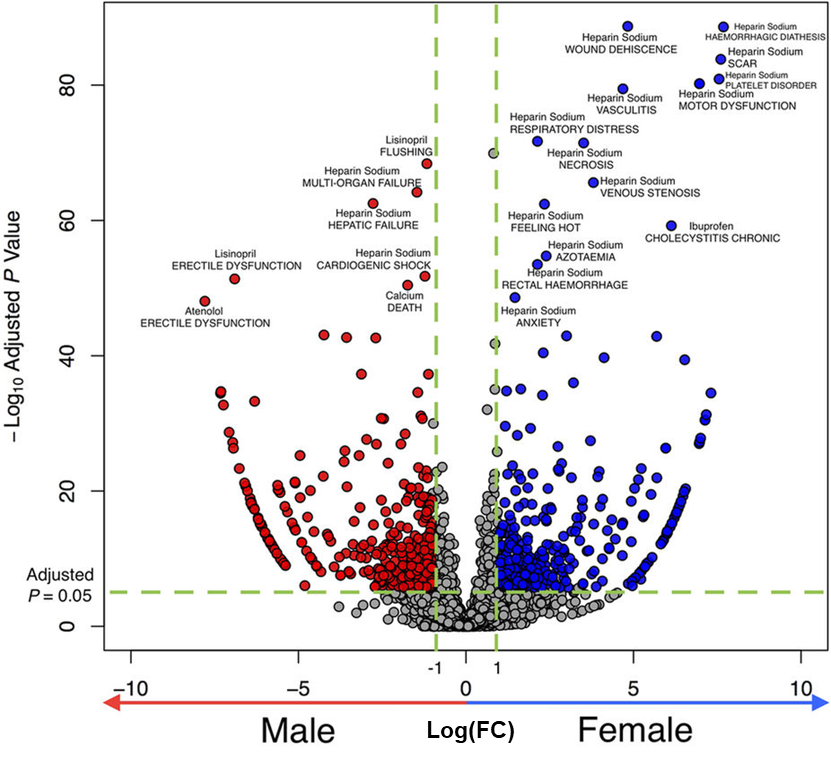 Heparin Sodium
WOUND DEHISCENCE
Heparin Sodium
HAEMORRHAGIC DIATHESIS
Heparin Sodium
SCAR
Heparin Sodium
PLATELET DISORDER
Heparin Sodium
MOTOR DYSFUNCTION
Heparin Sodium
VASCULITIS
Heparin Sodium
RESPIRATORY DISTRESS
Heparin Sodium
NECROSIS
Lisinopril
FLUSHING
Heparin Sodium
MULTI-ORGAN FAILURE
Heparin Sodium
VENOUS STENOSIS
Heparin Sodium
HEPATIC FAILURE
Heparin Sodium
FEELING HOT
Ibuprofen
CHOLECYSTITIS CHRONIC
Lisinopril
ERECTILE DYSFUNCTION
Heparin Sodium
CARDIOGENIC SHOCK
Heparin Sodium
AZOTAEMIA
Heparin Sodium
RECTAL HAEMORRHAGE
Calcium
DEATH
Atenolol
ERECTILE DYSFUNCTION
Heparin Sodium
ANXIETY
−Log10 Adjusted P Value
80
60
40
20
0
Adjusted
P = 0.05
-1 1
−10 −5 0 5 10
Male Log(FC) Female